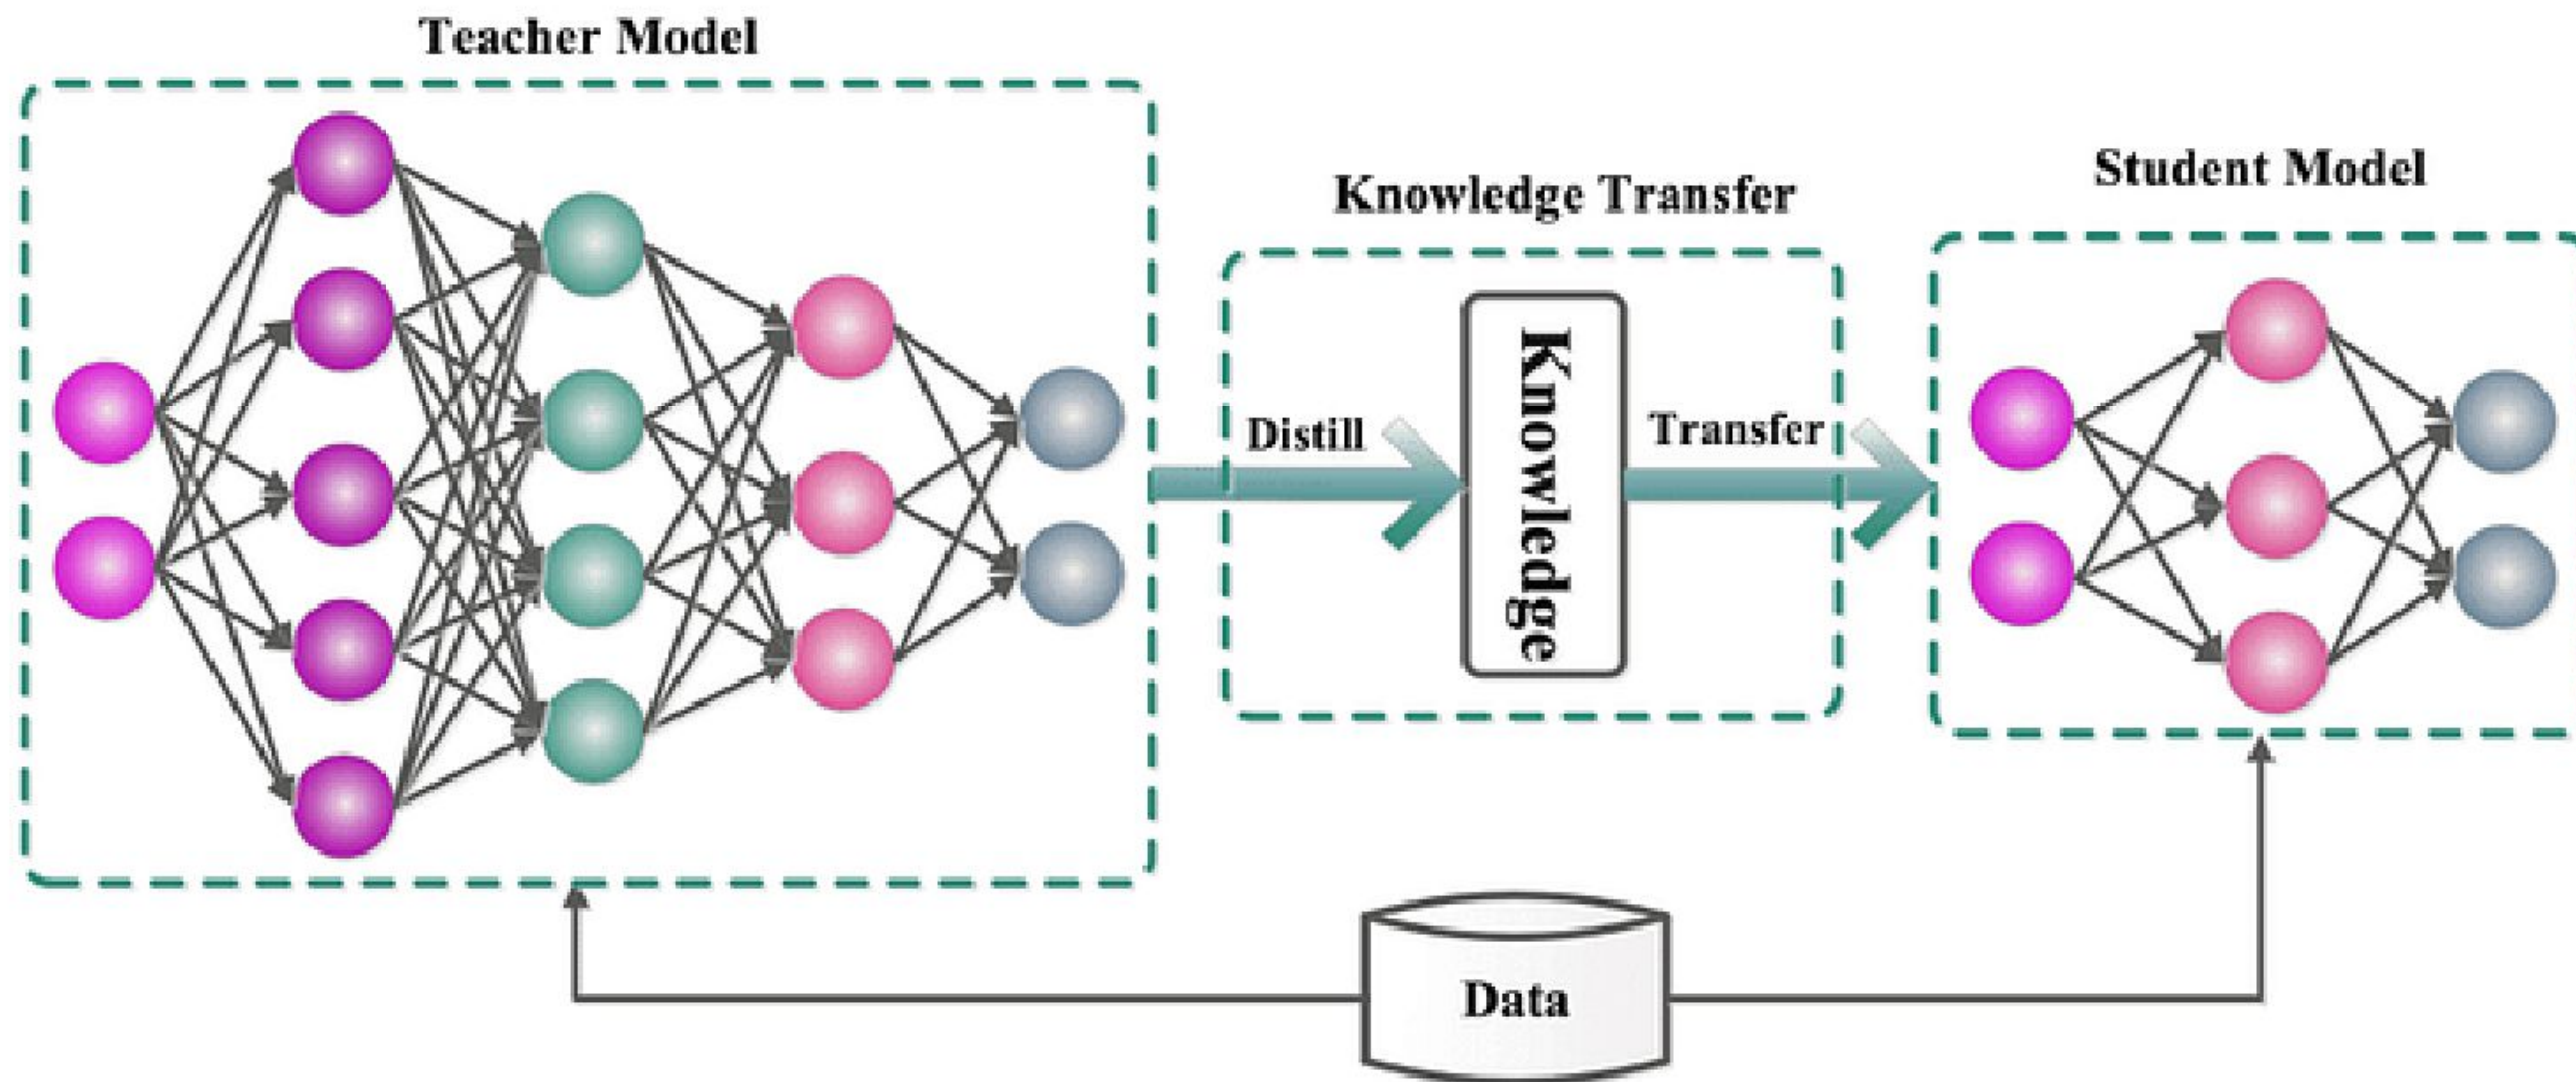 Teacher Model
Knowledge Transfer
Student Model
Distill
Knowledge
Transfer
Data